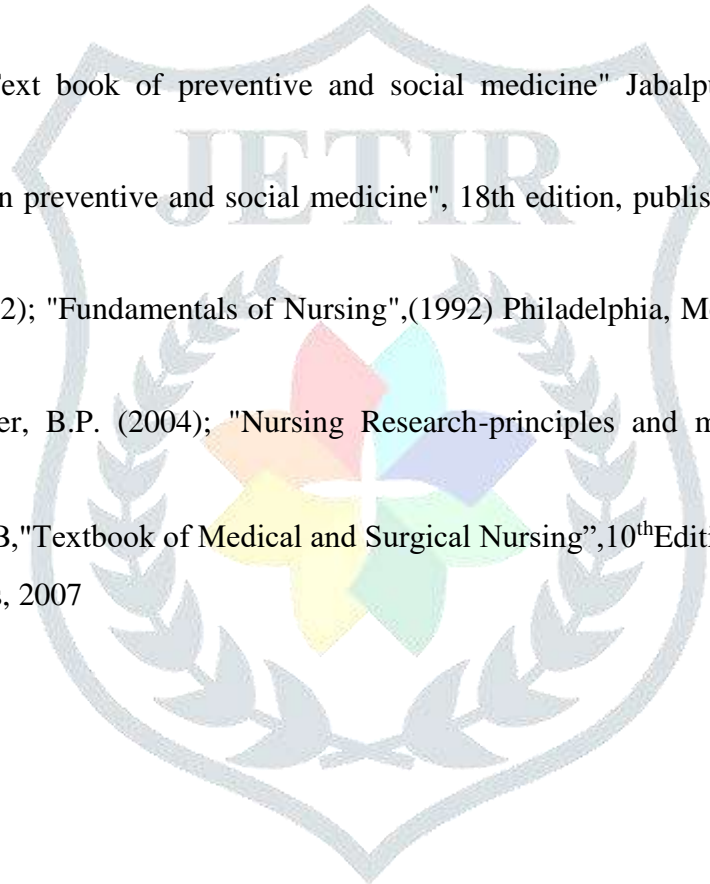 ext book of preventive and social medicine" Jabalp
JETIR
n preventive and social medicine", 18th edition, publis
2); "Fundamentals of Nursing",(1992) Philadelphia, M
er, B.P. (2004); "Nursing Research-principles and m
B,"Textbook of Medical and Surgical Nursing”,10thEditi
s, 2007